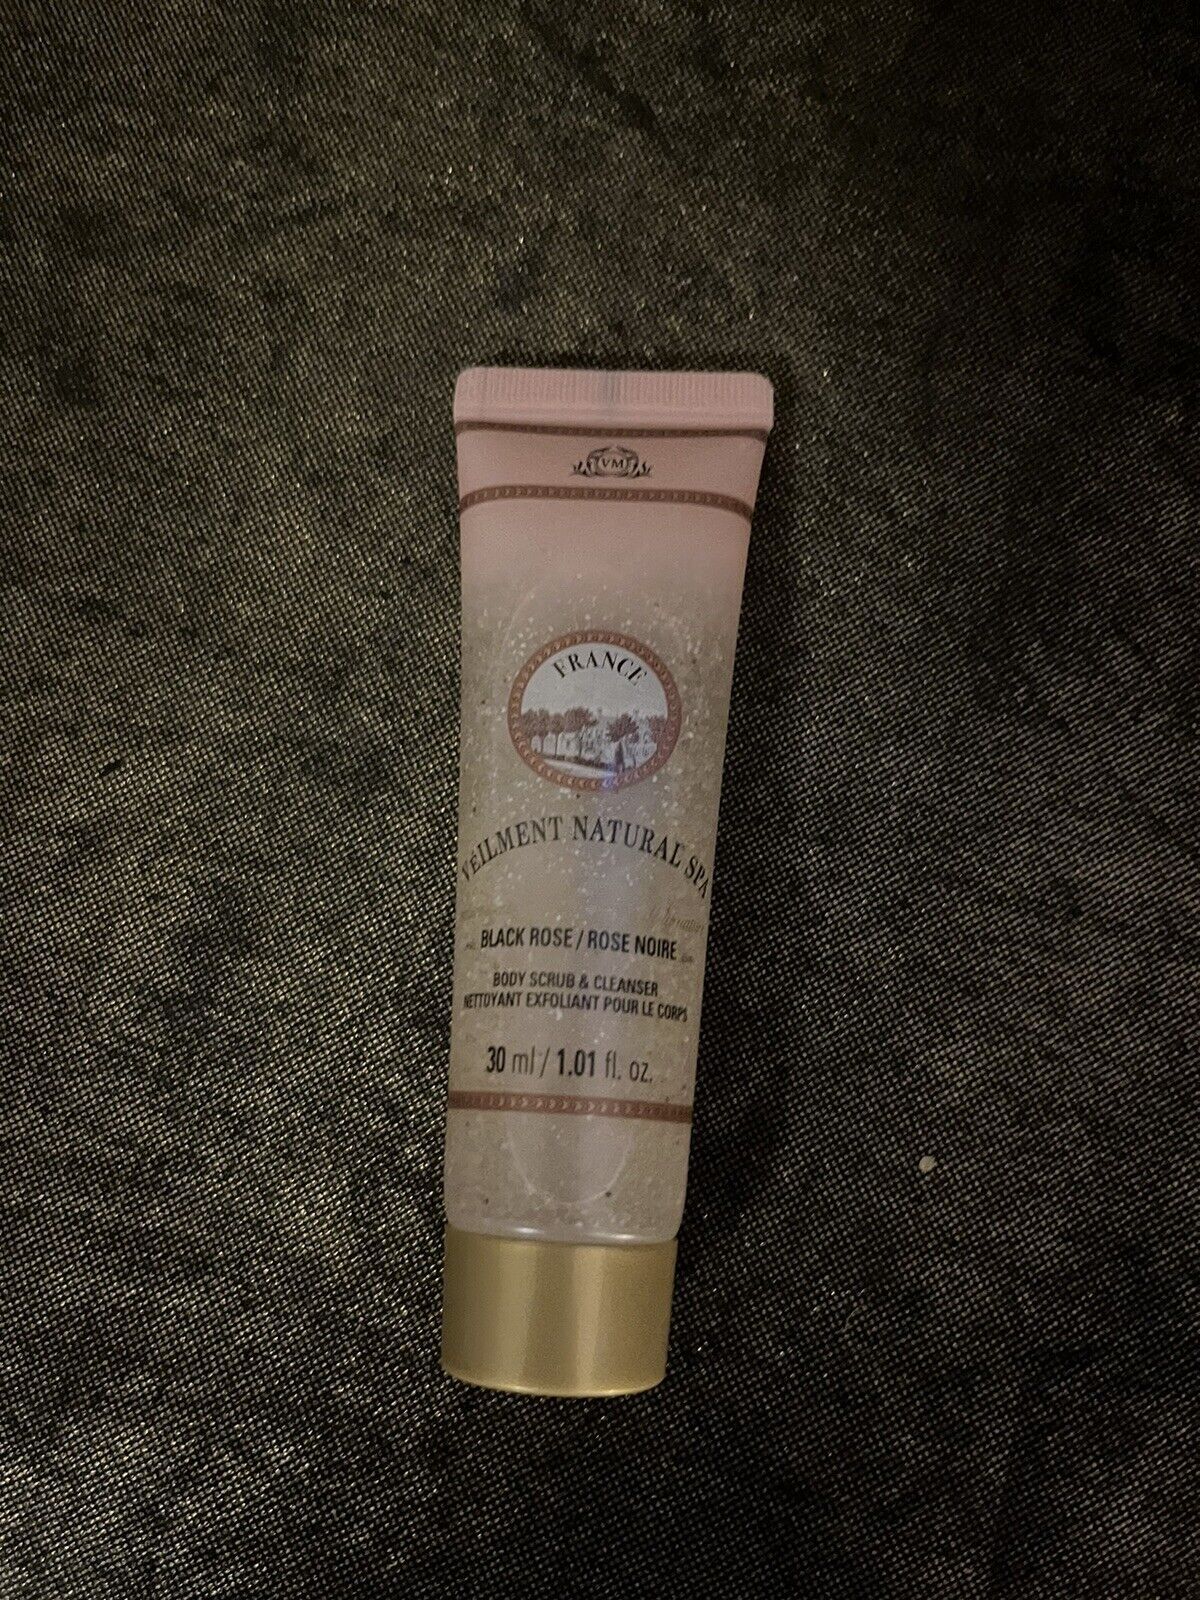 VM
FRANCE
VéILMENT NATURAL SPA
BLACK ROSE / ROSE NOIRE
BODY SCRUB & CLEANSER
NETTOYANT EXFOLIANT POUR LE CORPS
30 ml / 1.01 fl. oz.